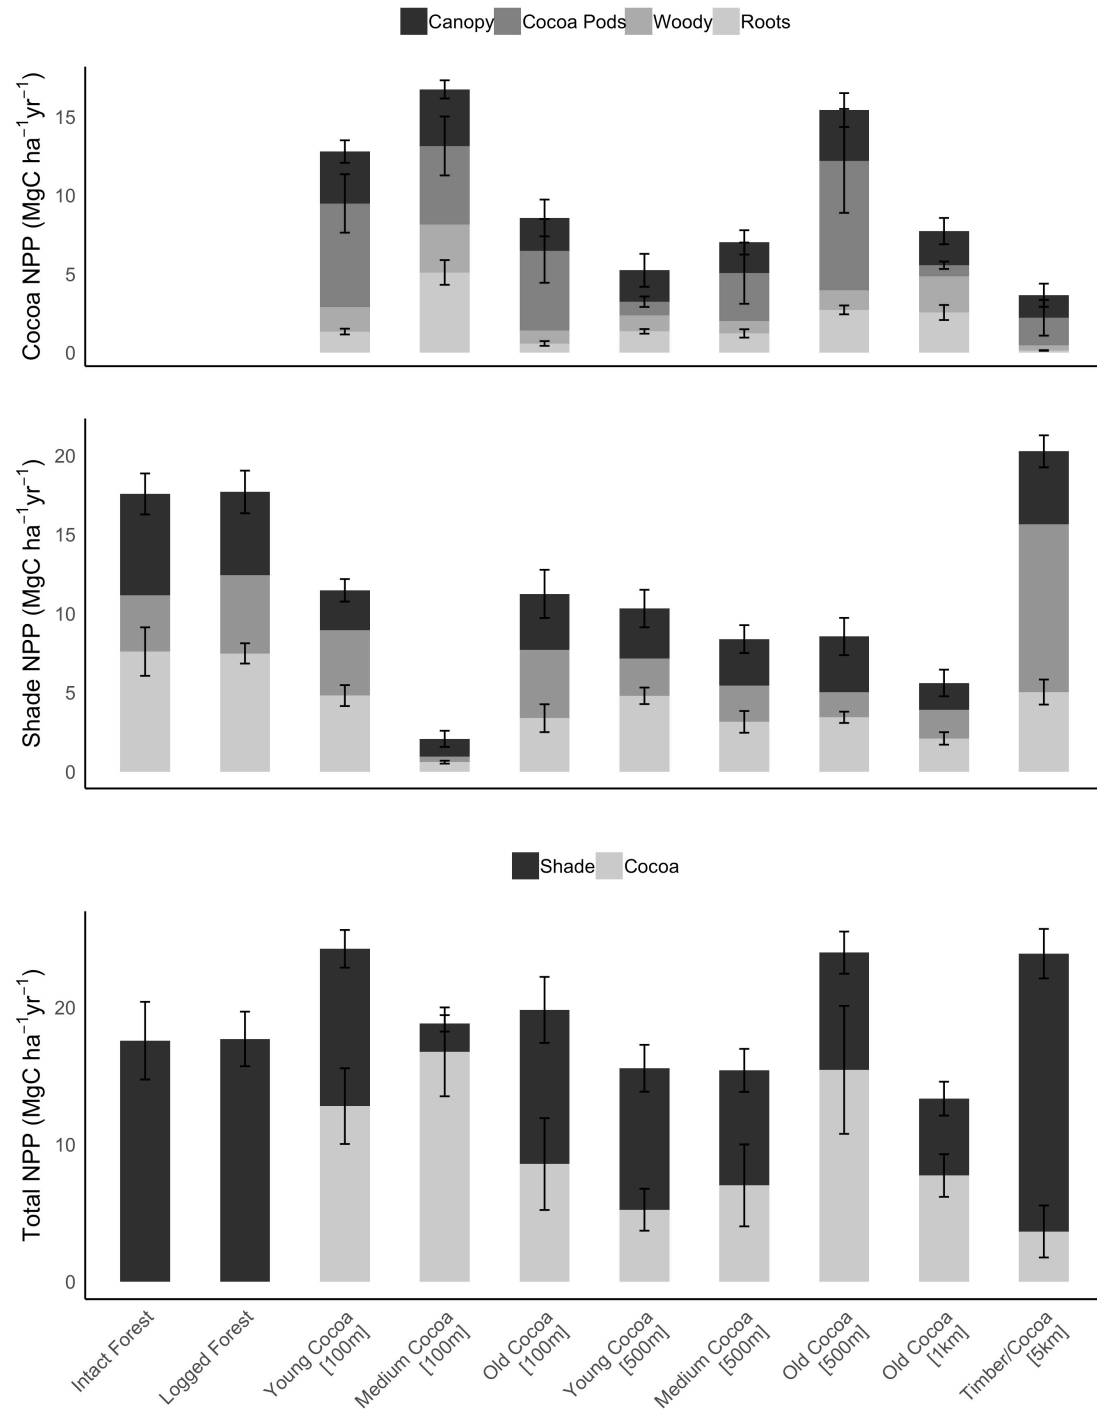 Canopy Cocoa Pods Woody Roots
Cocoa NPP (MgC ha⁻¹yr⁻¹)
15
10
5
0
Shade NPP (MgC ha⁻¹yr⁻¹)
20
15
10
5
0
Shade Cocoa
Total NPP (MgC ha⁻¹yr⁻¹)
20
10
0
Intact Forest
Logged Forest
Young Cocoa
[100m]
Medium Cocoa
[100m]
Old Cocoa
[100m]
Young Cocoa
[500m]
Medium Cocoa
[500m]
Old Cocoa
[500m]
Old Cocoa
[1km]
Timber/Cocoa
[5km]